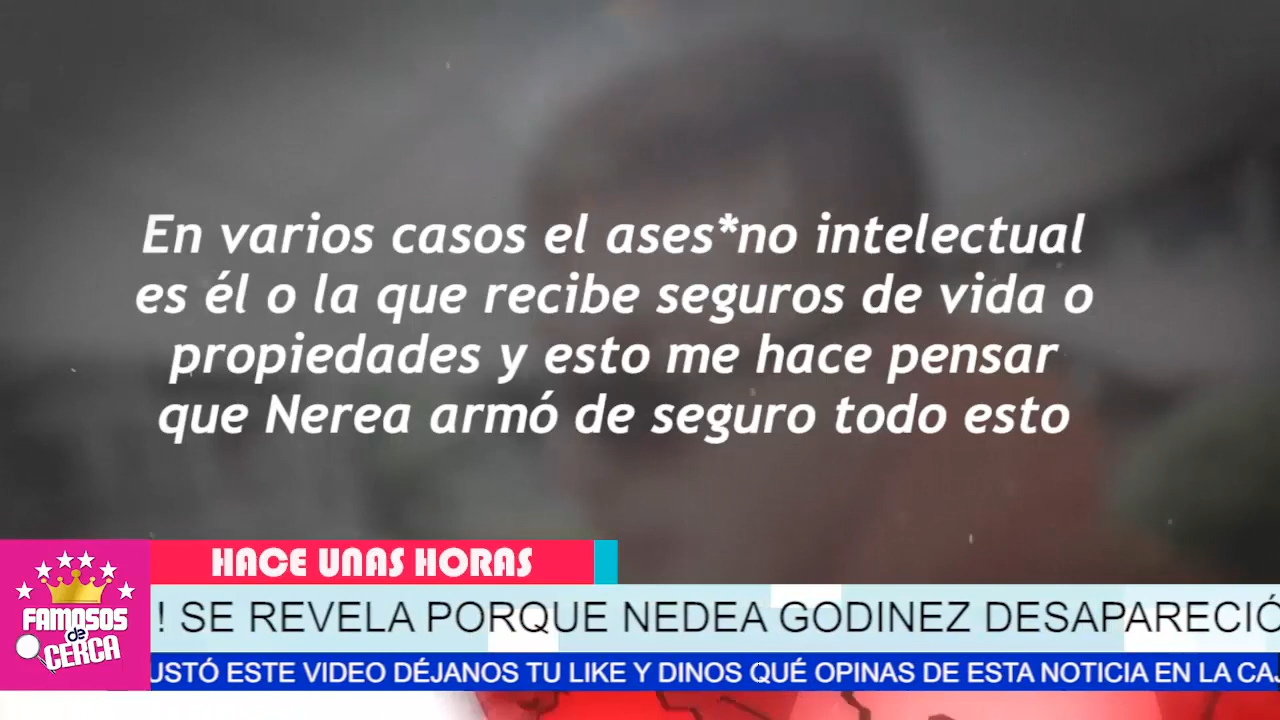 En varios casos el ases*no intelectual
es él o la que recibe seguros de vida o
propiedades y esto me hace pensar
que Nerea armó de seguro todo esto
HACE UNAS HORAS
! SE REVELA PORQUE NEDEA GODINEZ DESAPARECIÓ
USTÓ ESTE VIDEO DÉJANOS TU LIKE Y DINOS QUÉ OPINAS DE ESTA NOTICIA EN LA CAJ
FAMOSOS
de
CERCA